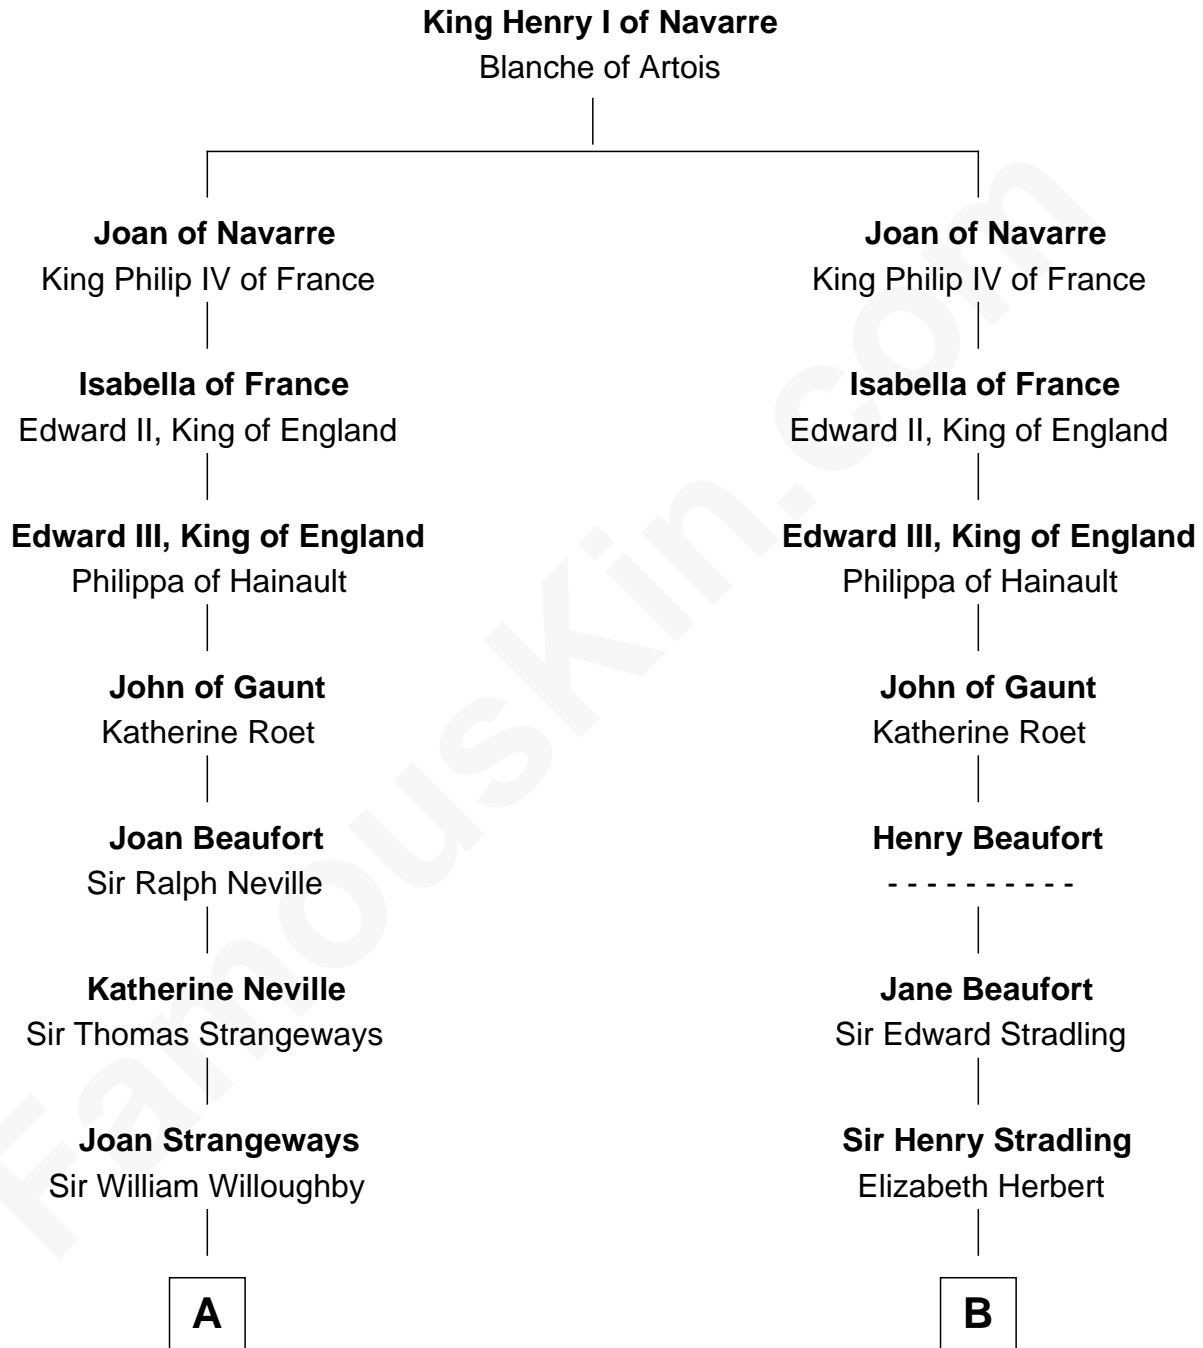 King Henry I of Navarre
Blanche of Artois
Joan of Navarre
King Philip IV of France
Isabella of France
Edward II, King of England
Edward III, King of England
Philippa of Hainault
John of Gaunt
Katherine Roet
Joan Beaufort
Sir Ralph Neville
Katherine Neville
Sir Thomas Strangeways
Joan Strangeways
Sir William Willoughby
A
Joan of Navarre
King Philip IV of France
Isabella of France
Edward II, King of England
Edward III, King of England
Philippa of Hainault
John of Gaunt
Katherine Roet
Henry Beaufort
- - - - - - - - - -
Jane Beaufort
Sir Edward Stradling
Sir Henry Stradling
Elizabeth Herbert
B
FamousKin.com